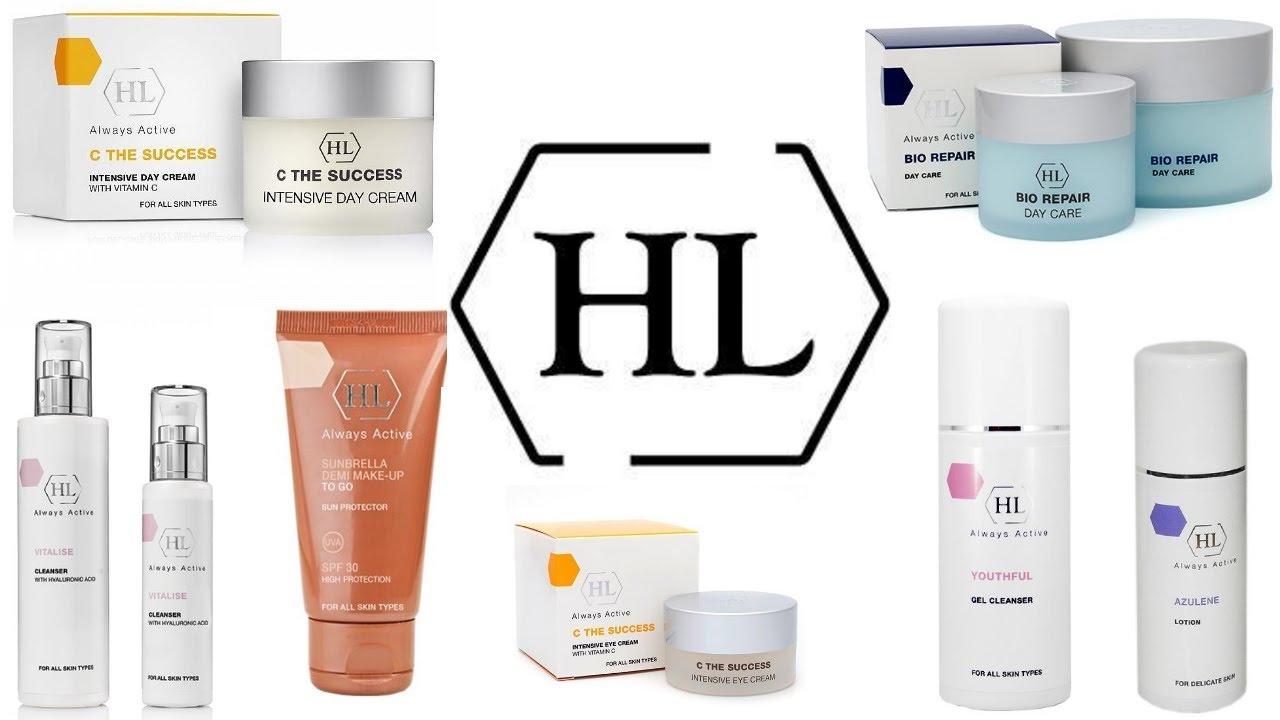 HL
Always Active
C THE SUCCESS
INTENSIVE DAY CREAM
WITH VITAMIN C
FOR ALL SKIN TYPES
HL
C THE SUCCESS
INTENSIVE DAY CREAM
HL
HL
Always Active
BIO REPAIR
DAY CARE
FOR ALL SKIN
HL
BIO REPAIR
DAY CARE
BIO REPAIR
DAY CARE
HL
Always Active
VITALISE
CLEANSER
WITH HYALURONIC ACID
FOR ALL SKIN TYPES
HL
Always Active
VITALISE
CLEANSER
WITH HYALURONIC ACID
FOR ALL SKIN TYPES
HL
Always Active
SUNBRELLA
DEMI MAKE-UP
TO GO
SUN PROTECTOR
UVA
SPF 30
HIGH PROTECTION
FOR ALL SKIN TYPES
HL
Always Active
C THE SUCCESS
INTENSIVE EYE CREAM
WITH VITAMIN C
FOR ALL SKIN TYPES
C THE SUCCESS
INTENSIVE EYE CREAM
HL
Always Active
YOUTHFUL
GEL CLEANSER
FOR ALL SKIN TYPES
HL
Always Active
AZULENE
LOTION
FOR DELICATE SKIN